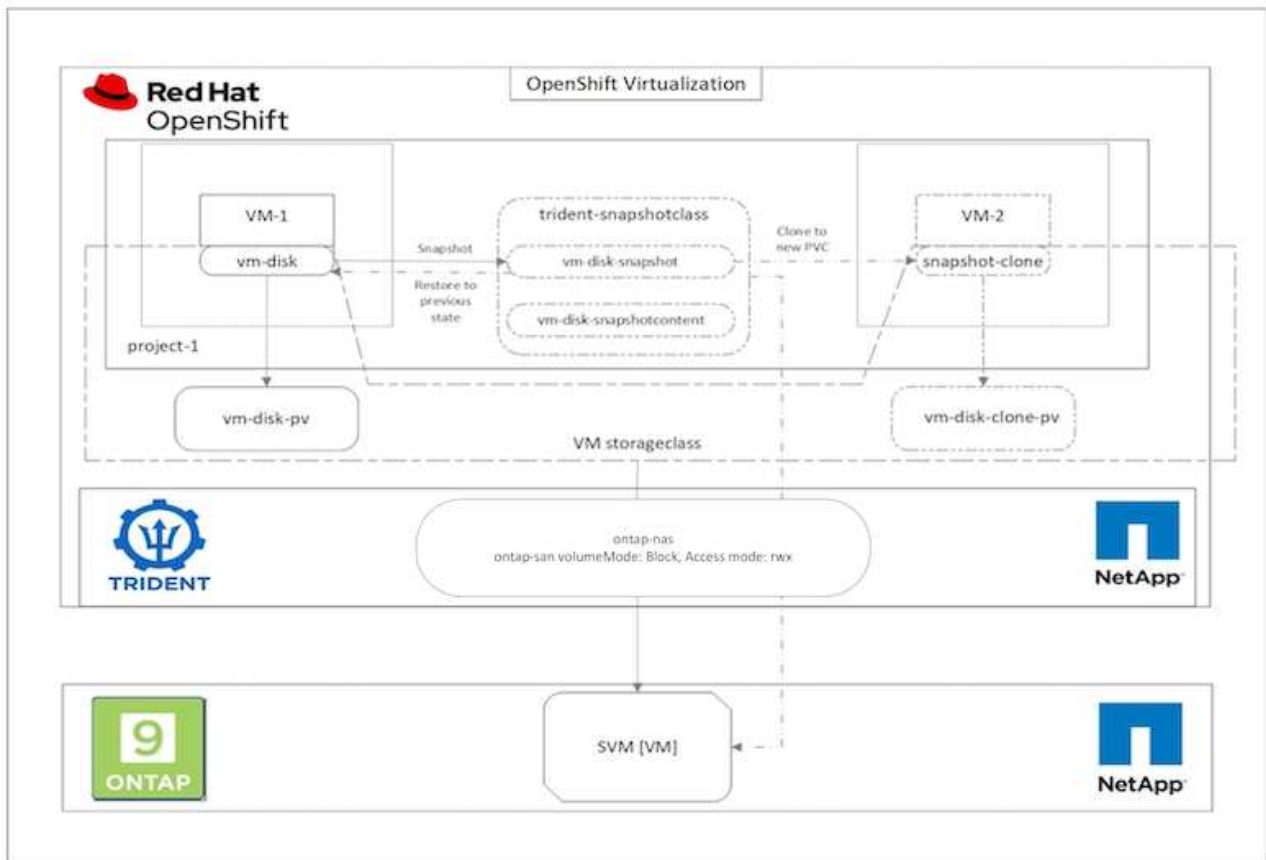 Red Hat
OpenShift
OpenShift Virtualization
VM-1
vm-disk
Snapshot
Restore to
previous
state
trident-snapshotclass
vm-disk-snapshot
vm-disk-snapshotcontent
Clone to
new PVC
VM-2
snapshot-clone
project-1
vm-disk-pv
vm-disk-clone-pv
VM storageclass
TRIDENT
ontap-nas
ontap-san volumeMode: Block, Access mode: rwx
NetApp
9
ONTAP
SVM [VM]
NetApp